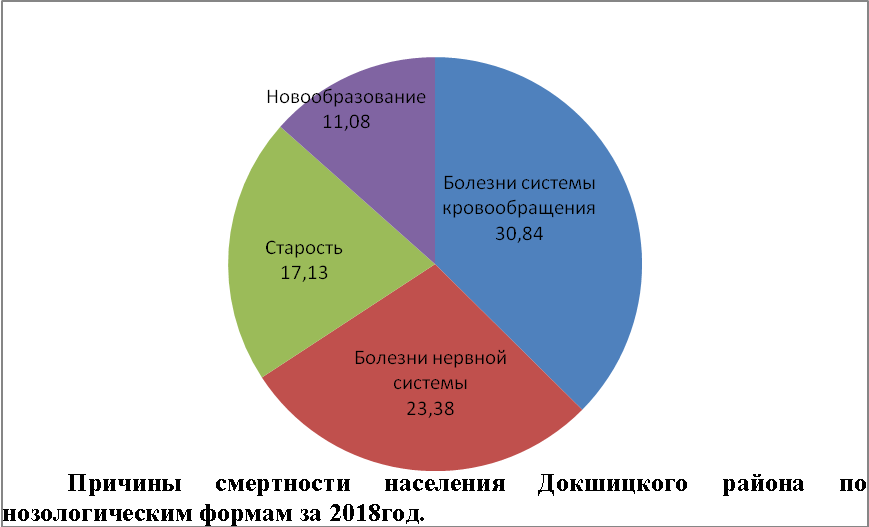 Новообразование
11,08
Болезни системы
кровообращения
30,84
Старость
17,13
Болезни нервной
системы
23,38
Причины смертности населения Докшицкого района по
нозологическим формам за 2018год.